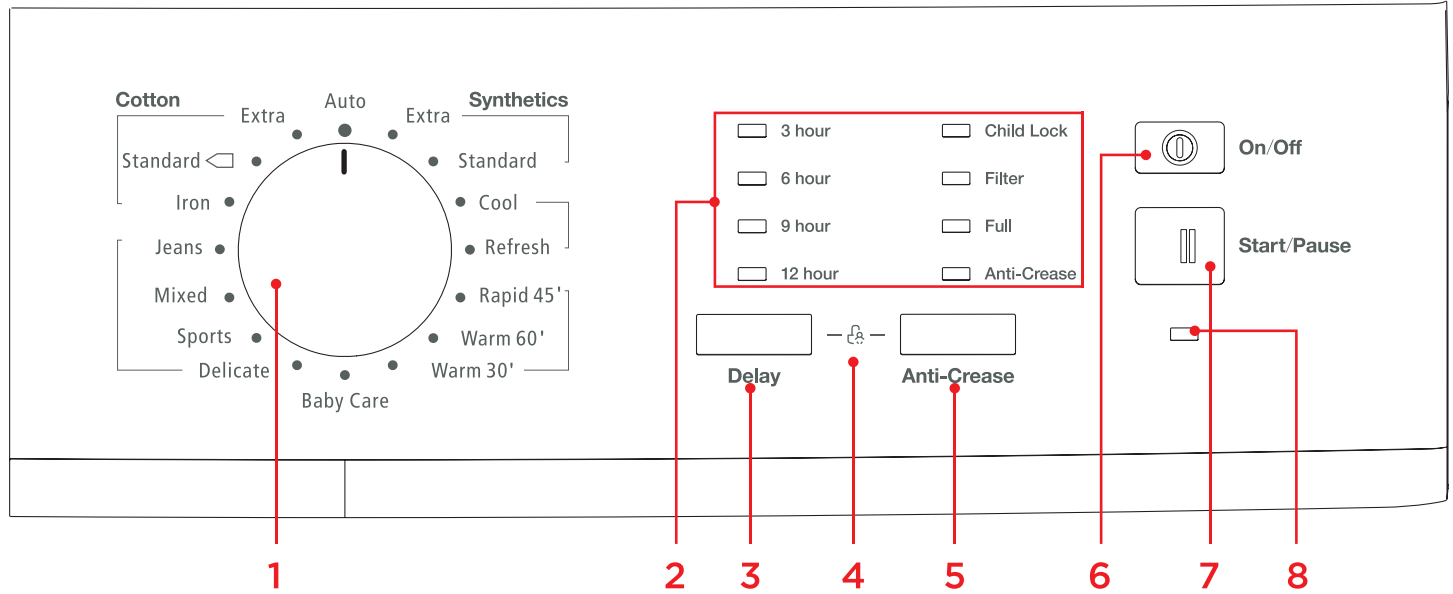 Cotton
Auto
Synthetics
Extra
Extra
Standard
Standard
Iron
Cool
Jeans
Refresh
Mixed
Rapid 45'
Sports
Warm 60'
Delicate
Warm 30'
Baby Care
3 hour
Child Lock
6 hour
Filter
9 hour
Full
12 hour
Anti-Crease
Delay
Anti-Crease
On/Off
Start/Pause
1
2
3
4
5
6
7
8